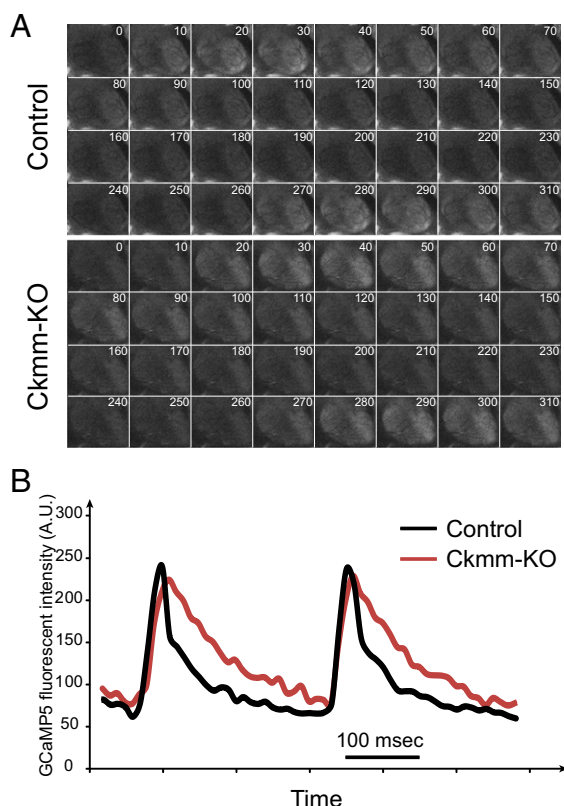 A
Control
0 10 20 30 40 50 60 70
80 90 100 110 120 130 140 150
160 170 180 190 200 210 220 230
240 250 260 270 280 290 300 310
Ckmm-KO
0 10 20 30 40 50 60 70
80 90 100 110 120 130 140 150
160 170 180 190 200 210 220 230
240 250 260 270 280 290 300 310
B
GCaMP5 fluorescent intensity (A.U.)
300
250
200
150
100
50
0
Control
Ckmm-KO
100 msec
Time